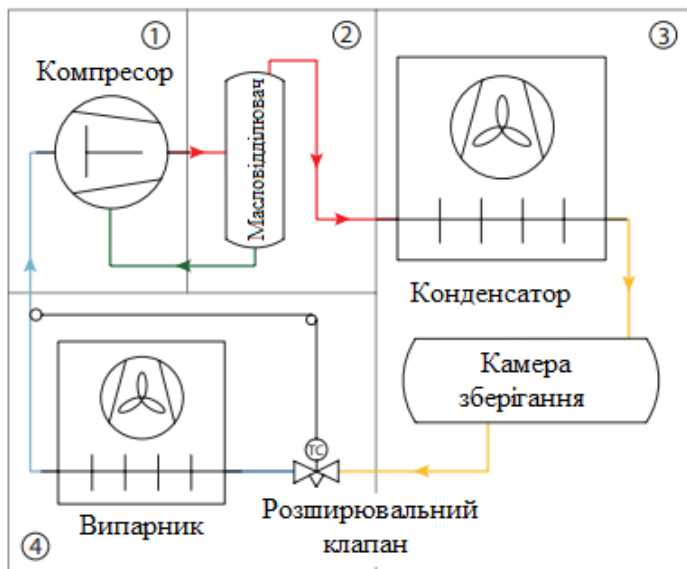 ①
②
③
Компресор
Масловідділювач
Конденсатор
Камера
зберігання
TC
Випарник
Розширювальний
клапан
④